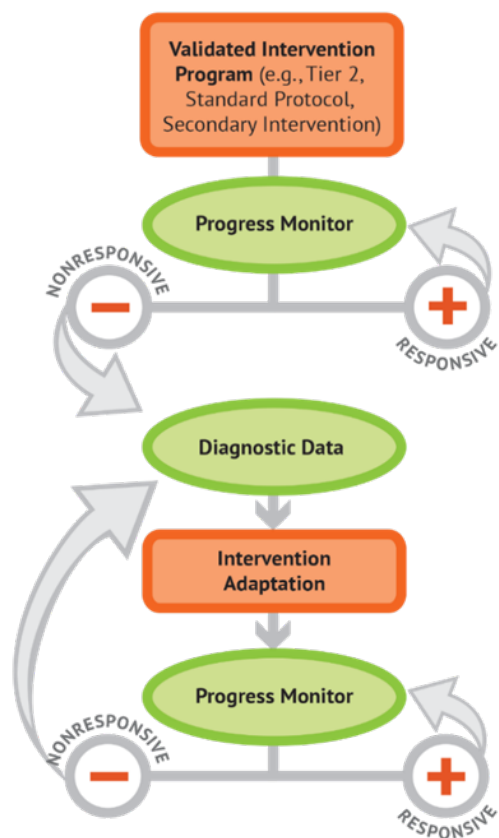 Validated Intervention
Program (e.g., Tier 2,
Standard Protocol,
Secondary Intervention)
Progress Monitor
NONRESPONSIVE
−
+
RESPONSIVE
Diagnostic Data
Intervention
Adaptation
Progress Monitor
NONRESPONSIVE
−
+
RESPONSIVE